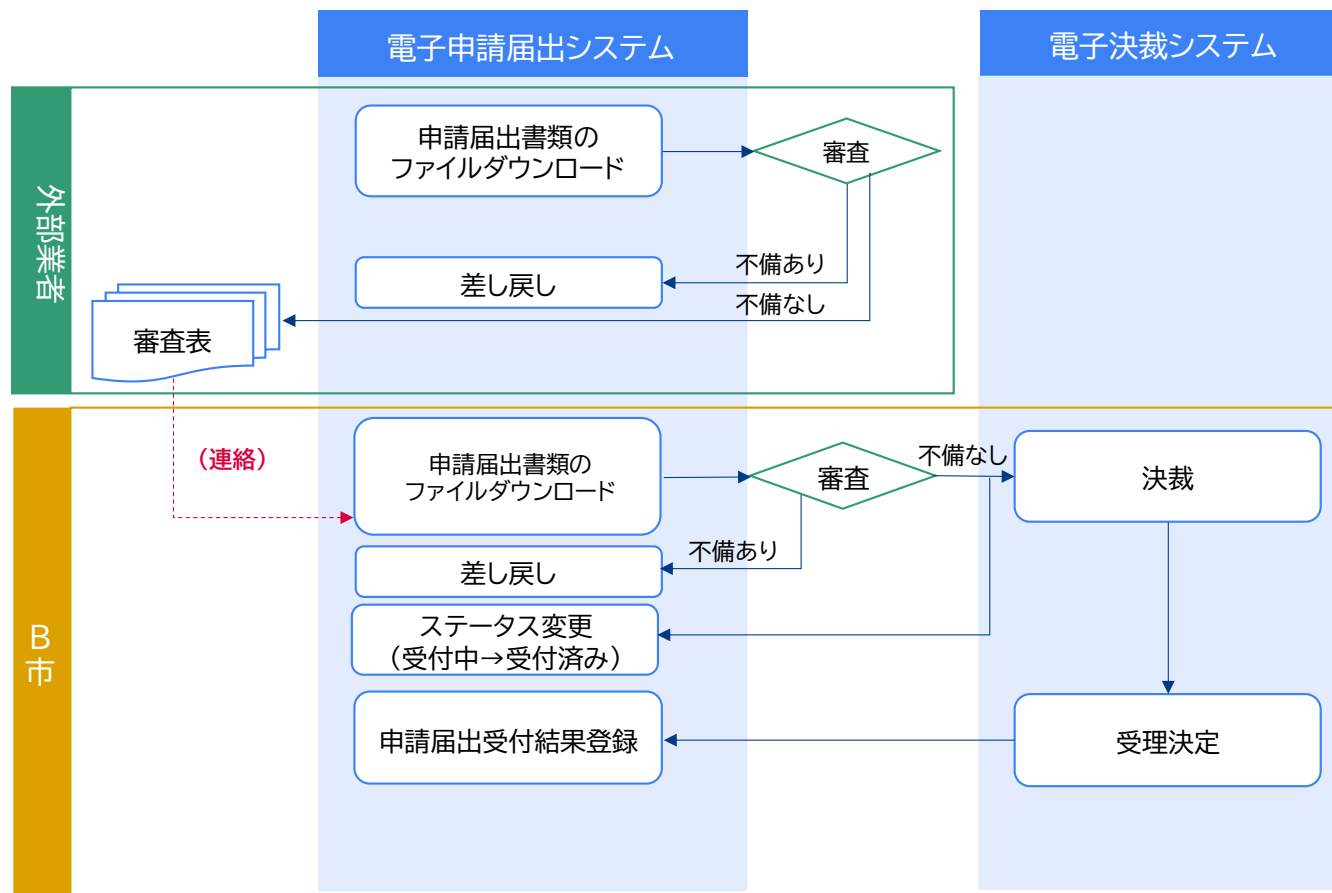 電子申請届出システム
電子決裁システム
外部業者
申請届出書類の
ファイルダウンロード
審査
不備あり
差し戻し
不備なし
審査表
B市
(連絡)
申請届出書類の
ファイルダウンロード
審査
不備なし
決裁
不備あり
差し戻し
ステータス変更
(受付中→受付済み)
申請届出受付結果登録
受理決定